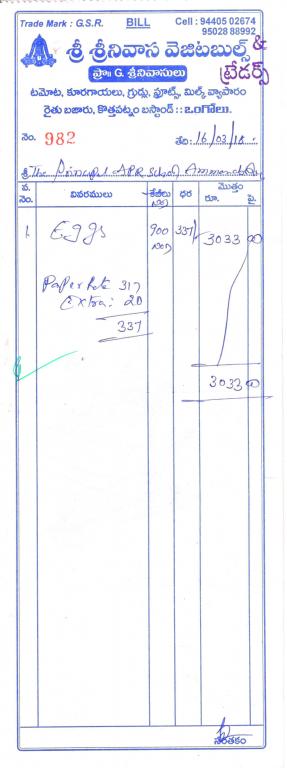 Trade Mark : G.S.R. BILL Cell : 94405 02674
95028 88992
శ్రీ శ్రీనివాస వెజిటబుల్స్ &
ట్రేడర్స్
ప్రొ॥ G. శ్రీనివాసులు
టమోట, కూరగాయలు, గ్రుడ్లు, ఫ్రూట్స్, మిల్క్ వ్యాపారం
రైతు బజారు, కొత్తపట్నం బస్టాండ్ :: ఒంగోలు.
నెం. 982 తేది: 16/03/18
శ్రీ The Principal APR School
వ. నెం. వివరములు కేజీలు ధర మొత్తం రూ. పై.
1. Eggs 900 337 3033 00
Paper Rate 317
Extra: 20
337
3033 00
సంతకం